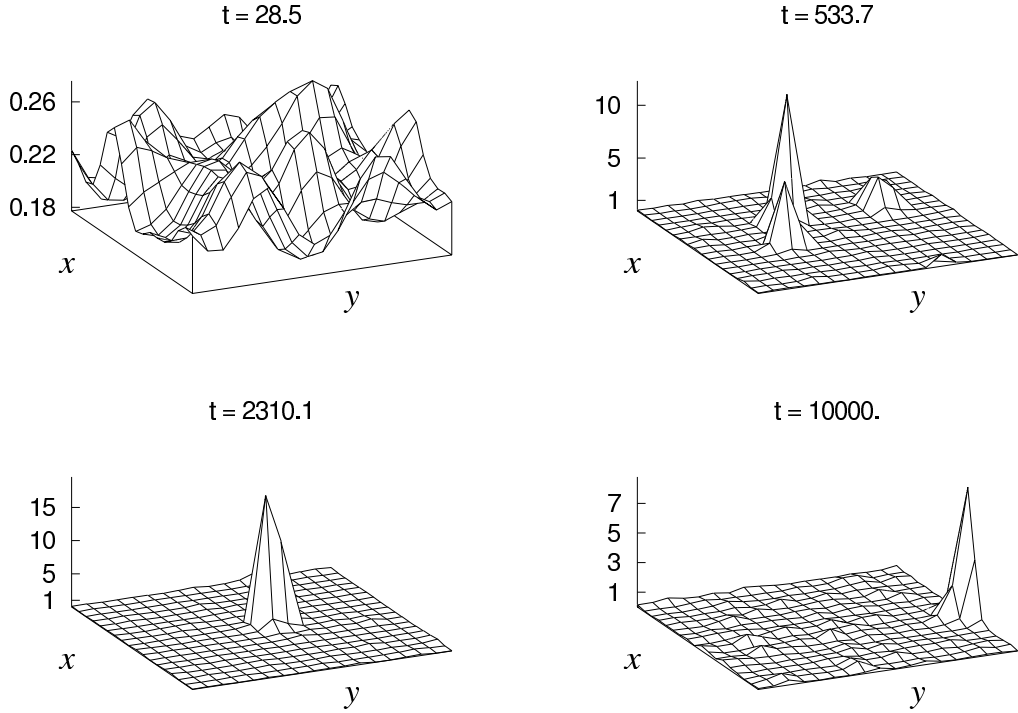 t = 28.5
0.26
0.22
0.18
x
y
t = 533.7
10
5
1
x
y
t = 2310.1
15
10
5
1
x
y
t = 10000.
7
5
3
1
x
y